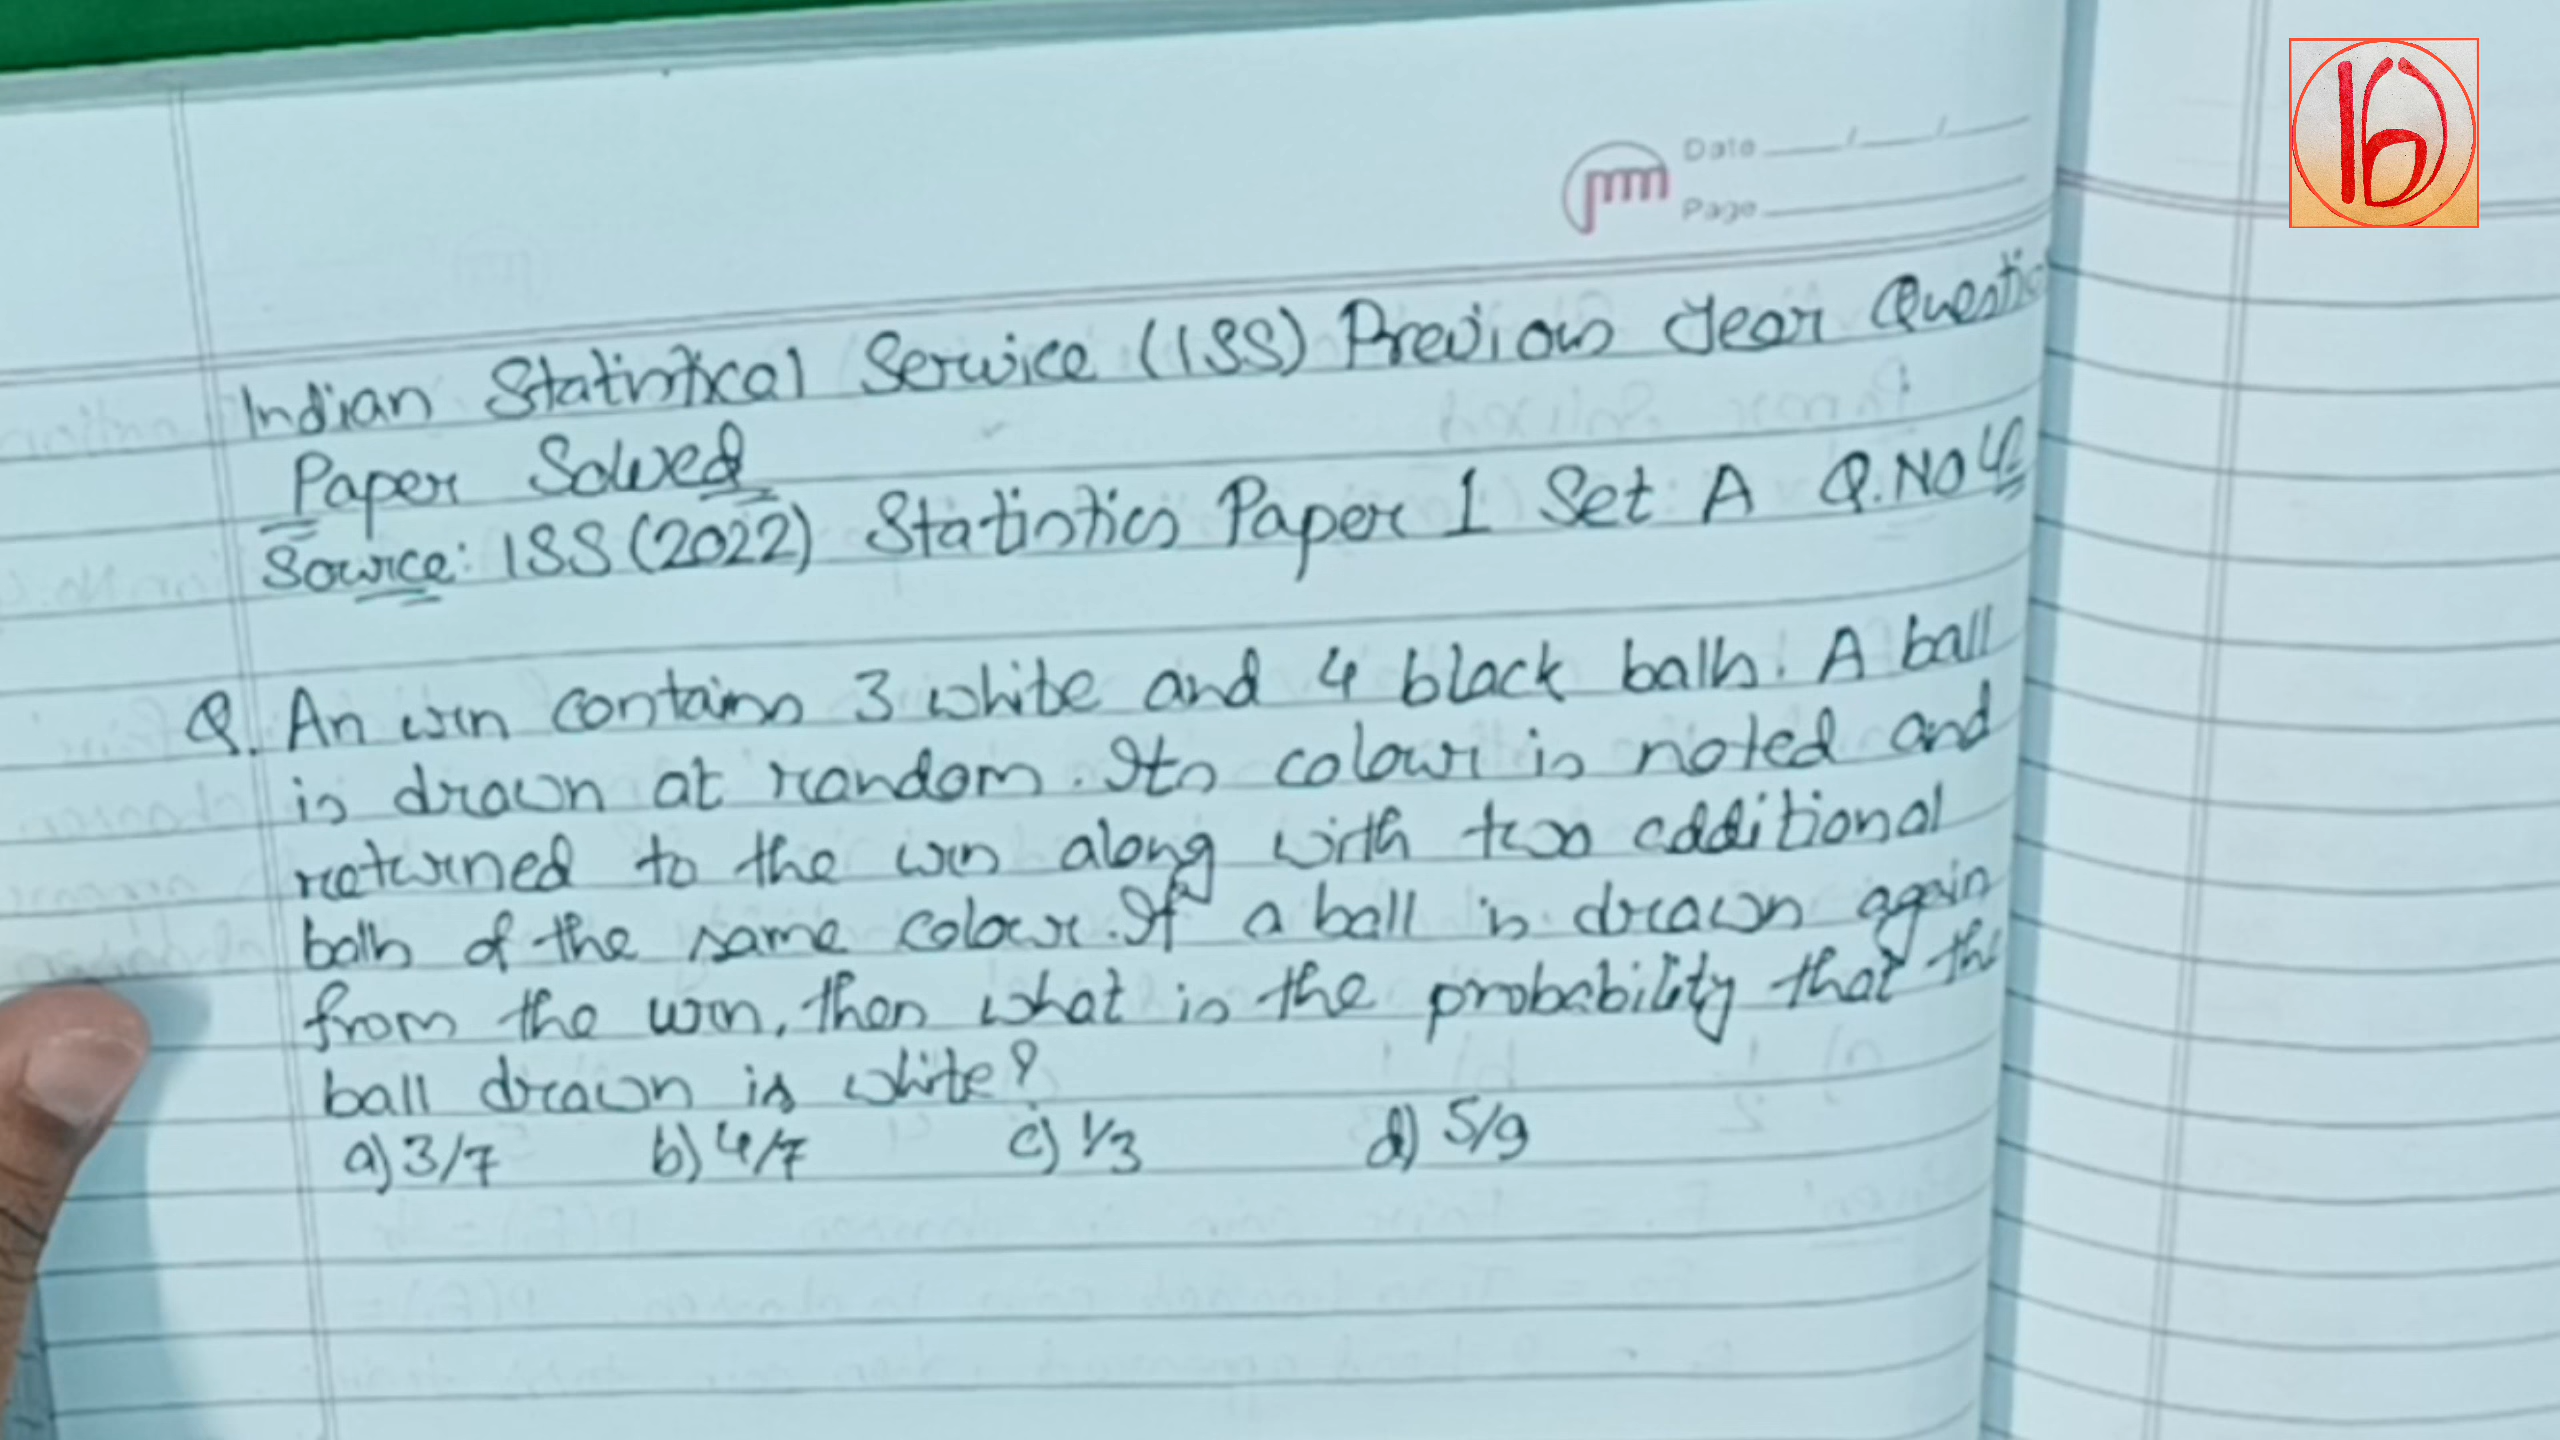 Date
Page
Indian Statistical Service (ISS) Previous Year Questio
Paper Solved
Source: ISS (2022) Statistics Paper 1 Set A Q.NO 4
Q. An urn contains 3 white and 4 black balls. A ball
is drawn at random. Its colour is noted and
returned to the urn along with two additional
balls of the same colour. If a ball is drawn again
from the urn, then what is the probability that the
ball drawn is white?
a) 3/7 b) 4/7 c) 1/3 d) 5/9